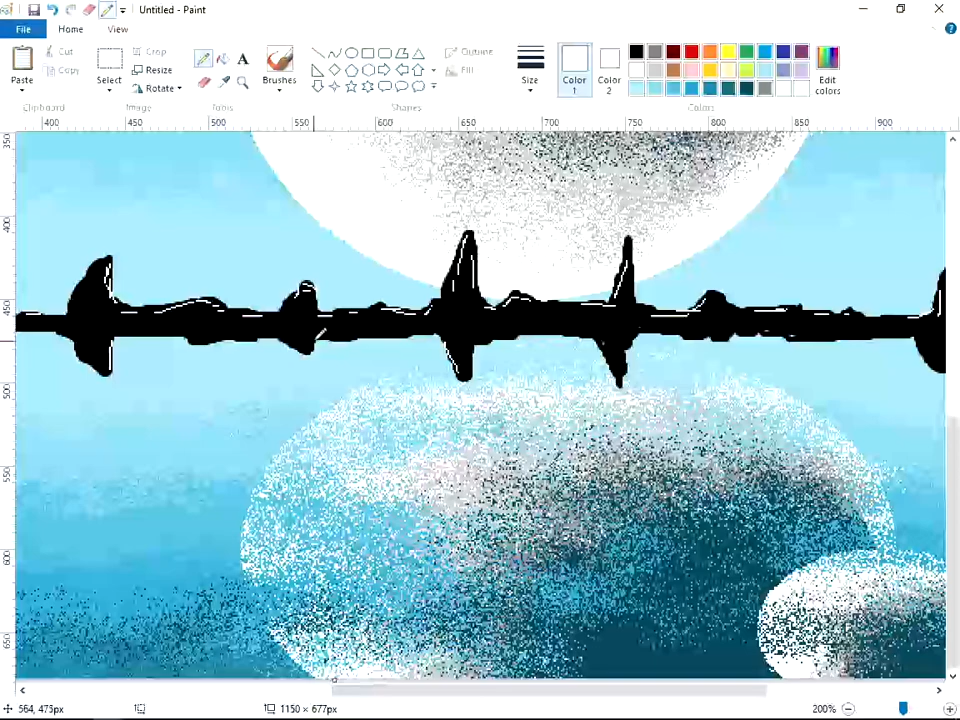 Untitled - Paint
File Home View
Paste
Cut
Copy
Clipboard
Select
Crop
Resize
Rotate
Image
A
Tools
Brushes
Shapes
Outline
Fill
Size
Color 1
Color 2
Edit colors
Colors
400 450 500 550 600 650 700 750 800 850 900
350
400
450
500
550
600
650
564, 473px
1150 × 677px
200%